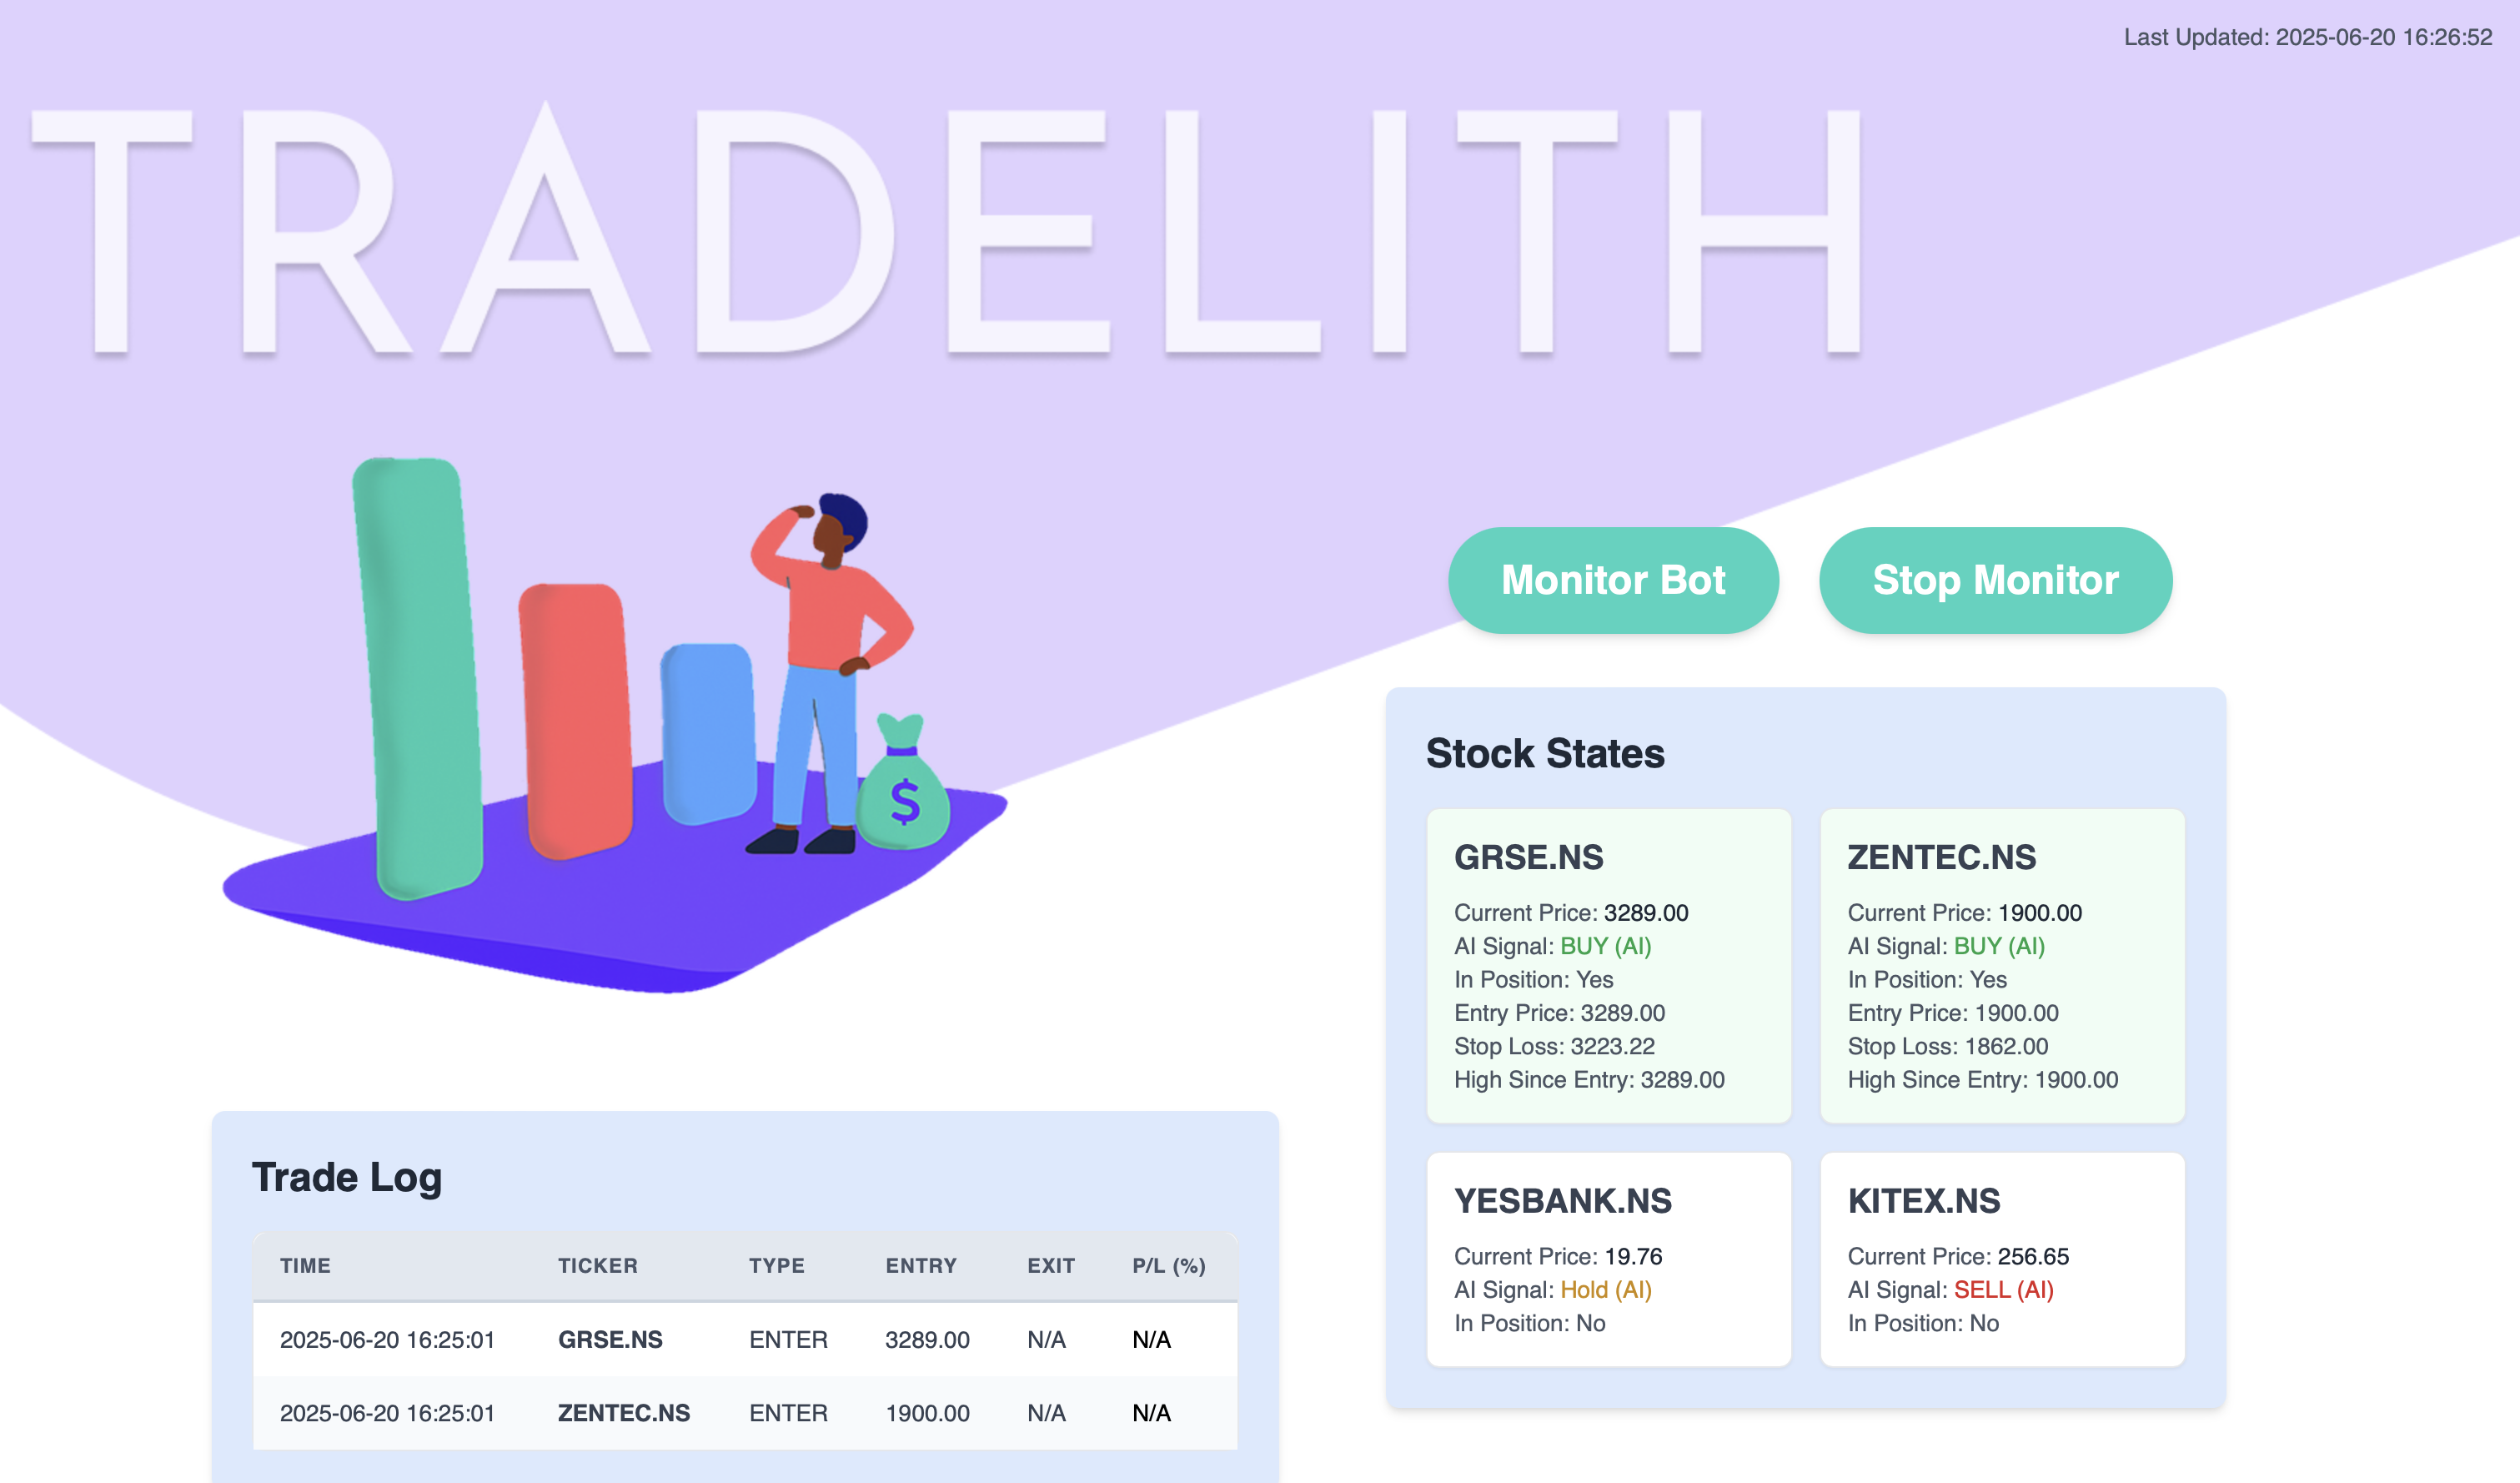 Last Updated: 2025-06-20 16:26:52
TRADELITH
$
Monitor Bot
Stop Monitor
Stock States
GRSE.NS
Current Price: 3289.00
AI Signal: BUY (AI)
In Position: Yes
Entry Price: 3289.00
Stop Loss: 3223.22
High Since Entry: 3289.00
ZENTEC.NS
Current Price: 1900.00
AI Signal: BUY (AI)
In Position: Yes
Entry Price: 1900.00
Stop Loss: 1862.00
High Since Entry: 1900.00
YESBANK.NS
Current Price: 19.76
AI Signal: Hold (AI)
In Position: No
KITEX.NS
Current Price: 256.65
AI Signal: SELL (AI)
In Position: No
Trade Log
TIME TICKER TYPE ENTRY EXIT P/L (%)
2025-06-20 16:25:01 GRSE.NS ENTER 3289.00 N/A N/A
2025-06-20 16:25:01 ZENTEC.NS ENTER 1900.00 N/A N/A